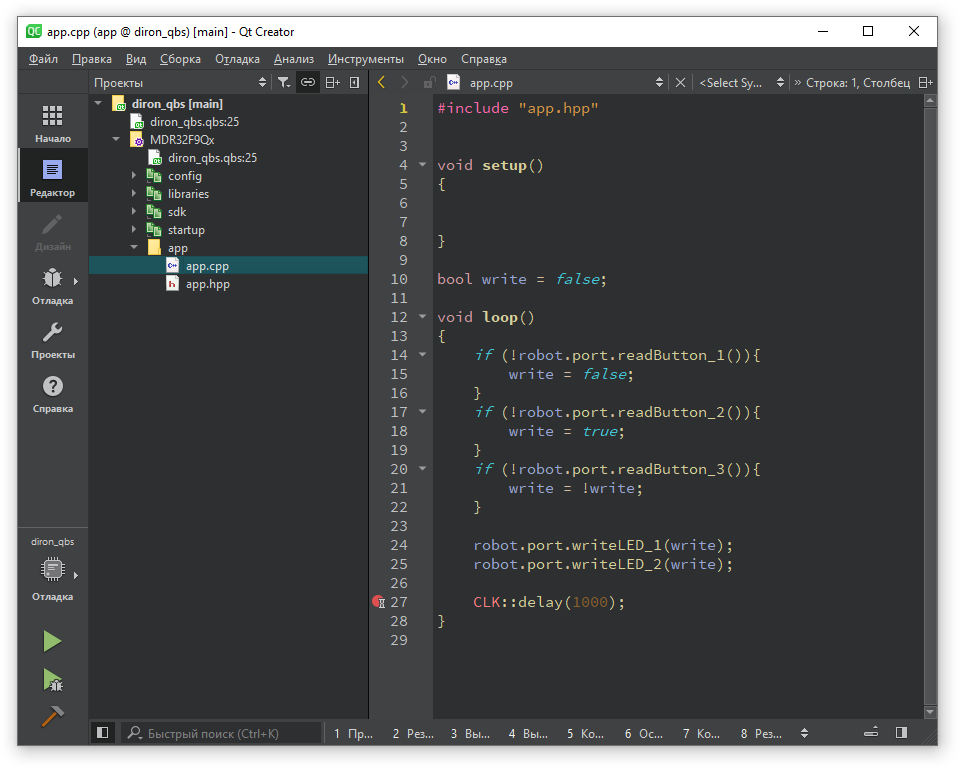 app.cpp (app @ diron_qbs) [main] - Qt Creator
Файл Правка Вид Сборка Отладка Анализ Инструменты Окно Справка
Проекты
app.cpp
<Select Sy...
» Строка: 1, Столбец
Начало
Редактор
Дизайн
Отладка
Проекты
Справка
diron_qbs
Отладка
diron_qbs [main]
diron_qbs.qbs:25
MDR32F9Qx
diron_qbs.qbs:25
config
libraries
sdk
startup
app
app.cpp
app.hpp
1 #include "app.hpp"
2
3
4 void setup()
5 {
6
7
8 }
9
10 bool write = false;
11
12 void loop()
13 {
14 if (!robot.port.readButton_1()){
15 write = false;
16 }
17 if (!robot.port.readButton_2()){
18 write = true;
19 }
20 if (!robot.port.readButton_3()){
21 write = !write;
22 }
23
24 robot.port.writeLED_1(write);
25 robot.port.writeLED_2(write);
26
27 CLK::delay(1000);
28 }
29
Быстрый поиск (Ctrl+K)
1 Пр... 2 Рез... 3 Вы... 4 Вы... 5 Ко... 6 Ос... 7 Ко... 8 Рез...